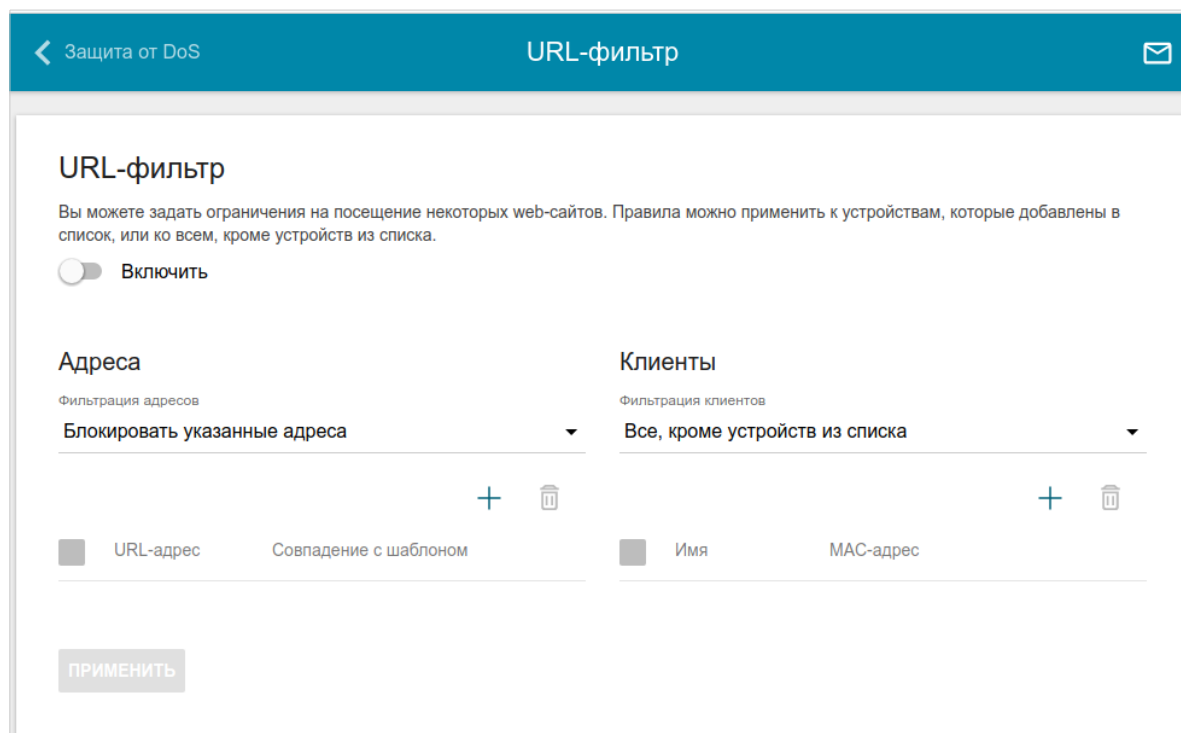 Защита от DoS
URL-фильтр
URL-фильтр
Вы можете задать ограничения на посещение некоторых web-сайтов. Правила можно применить к устройствам, которые добавлены в
список, или ко всем, кроме устройств из списка.
Включить
Адреса
Фильтрация адресов
Блокировать указанные адреса
URL-адрес Совпадение с шаблоном
Клиенты
Фильтрация клиентов
Все, кроме устройств из списка
Имя MAC-адрес
ПРИМЕНИТЬ